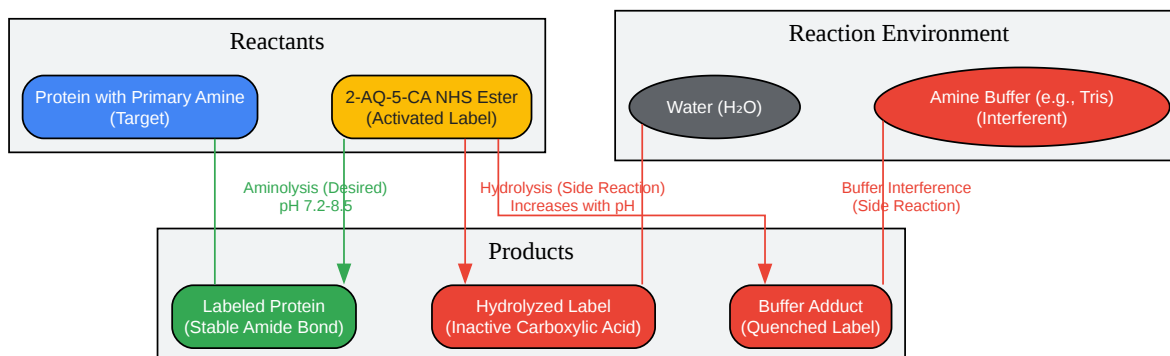 Reactants
Protein with Primary Amine
(Target)
2-AQ-5-CA NHS Ester
(Activated Label)
Reaction Environment
Water (H₂O)
Amine Buffer (e.g., Tris)
(Interferent)
Aminolysis (Desired)
pH 7.2-8.5
Hydrolysis (Side Reaction)
Increases with pH
Buffer Interference
(Side Reaction)
Products
Labeled Protein
(Stable Amide Bond)
Hydrolyzed Label
(Inactive Carboxylic Acid)
Buffer Adduct
(Quenched Label)